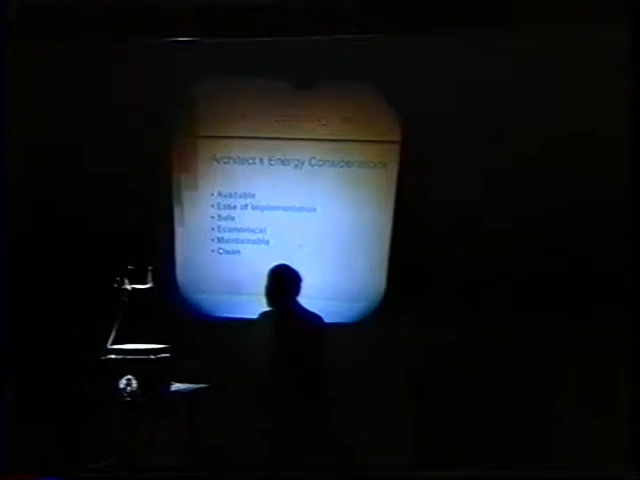 Architect's Energy Considerations
• Available
• Ease of Implementation
• Safe
• Economical
• Maintainable
• Clean